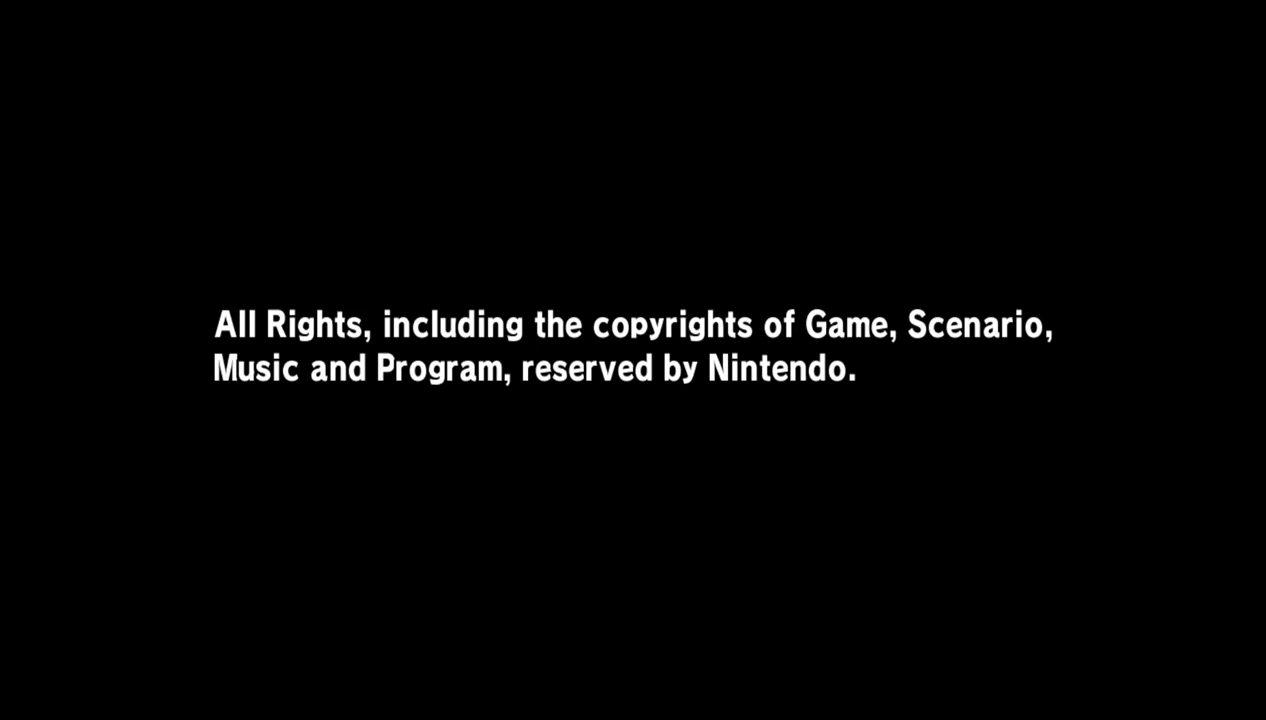 All Rights, including the copyrights of Game, Scenario,
Music and Program, reserved by Nintendo.